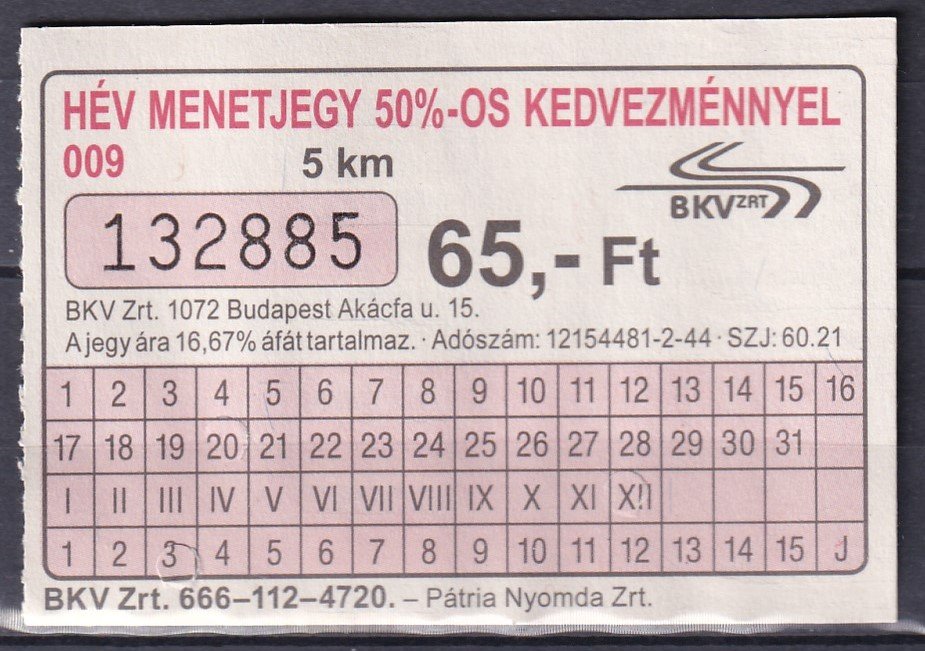 HÉV MENETJEGY 50%-OS KEDVEZMÉNNYEL
009 5 km
BKV ZRT
132885 65,- Ft
BKV Zrt. 1072 Budapest Akácfa u. 15.
A jegy ára 16,67% áfát tartalmaz. · Adószám: 12154481-2-44 · SZJ: 60.21
1 2 3 4 5 6 7 8 9 10 11 12 13 14 15 16
17 18 19 20 21 22 23 24 25 26 27 28 29 30 31
I II III IV V VI VII VIII IX X XI XII
1 2 3 4 5 6 7 8 9 10 11 12 13 14 15 J
BKV Zrt. 666–112–4720. – Pátria Nyomda Zrt.